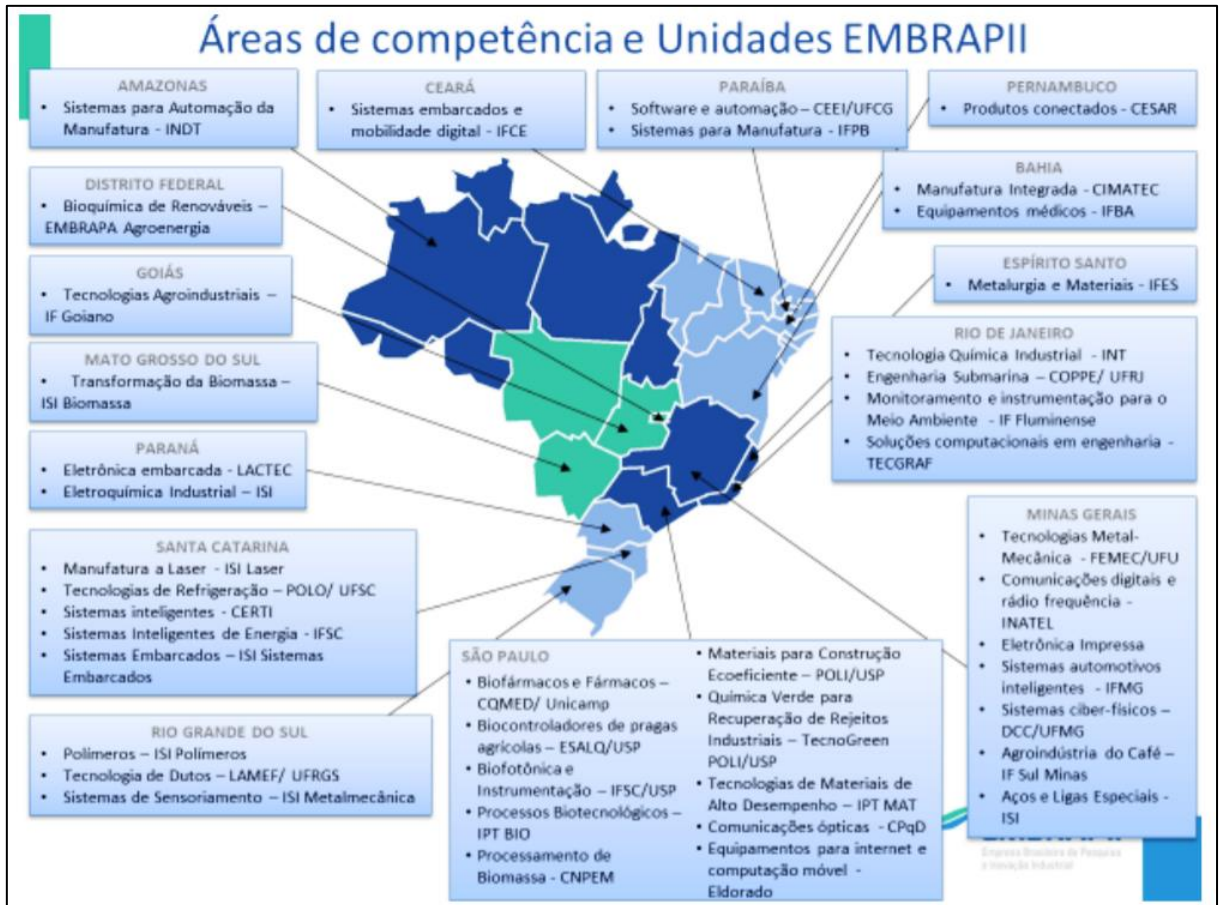 Áreas de competência e Unidades EMBRAPII
AMAZONAS
• Sistemas para Automação da
Manufatura - INDT
CEARÁ
• Sistemas embarcados e
mobilidade digital - IFCE
PARAÍBA
• Software e automação – CEEI/UFCG
• Sistemas para Manufatura - IFPB
PERNAMBUCO
• Produtos conectados - CESAR
DISTRITO FEDERAL
• Bioquímica de Renováveis –
EMBRAPA Agroenergia
BAHIA
• Manufatura Integrada - CIMATEC
• Equipamentos médicos - IFBA
GOIÁS
• Tecnologias Agroindustriais –
IF Goiano
ESPÍRITO SANTO
• Metalurgia e Materiais - IFES
MATO GROSSO DO SUL
• Transformação da Biomassa –
ISI Biomassa
RIO DE JANEIRO
• Tecnologia Química Industrial - INT
• Engenharia Submarina – COPPE/ UFRJ
• Monitoramento e instrumentação para o
Meio Ambiente - IF Fluminense
• Soluções computacionais em engenharia -
TECGRAF
PARANÁ
• Eletrônica embarcada - LACTEC
• Eletroquímica Industrial – ISI
SANTA CATARINA
• Manufatura a Laser - ISI Laser
• Tecnologias de Refrigeração – POLO/ UFSC
• Sistemas inteligentes - CERTI
• Sistemas Inteligentes de Energia - IFSC
• Sistemas Embarcados – ISI Sistemas
Embarcados
MINAS GERAIS
• Tecnologias Metal-
Mecânica - FEMEC/UFU
• Comunicações digitais e
rádio frequência -
INATEL
• Eletrônica Impressa
• Sistemas automotivos
inteligentes - IFMG
• Sistemas ciber-físicos –
DCC/UFMG
• Agroindústria do Café –
IF Sul Minas
• Aços e Ligas Especiais -
ISI
RIO GRANDE DO SUL
• Polímeros – ISI Polímeros
• Tecnologia de Dutos – LAMEF/ UFRGS
• Sistemas de Sensoriamento – ISI Metalmecânica
SÃO PAULO
• Biofármacos e Fármacos –
CQMED/ Unicamp
• Biocontroladores de pragas
agrícolas – ESALQ/USP
• Biofotônica e
Instrumentação – IFSC/USP
• Processos Biotecnológicos –
IPT BIO
• Processamento de
Biomassa - CNPEM
• Materiais para Construção
Ecoeficiente – POLI/USP
• Química Verde para
Recuperação de Rejeitos
Industriais – TecnoGreen
POLI/USP
• Tecnologias de Materiais de
Alto Desempenho – IPT MAT
• Comunicações ópticas - CPqD
• Equipamentos para internet e
computação móvel -
Eldorado
Empresa Brasileira de Pesquisa
e Inovação Industrial